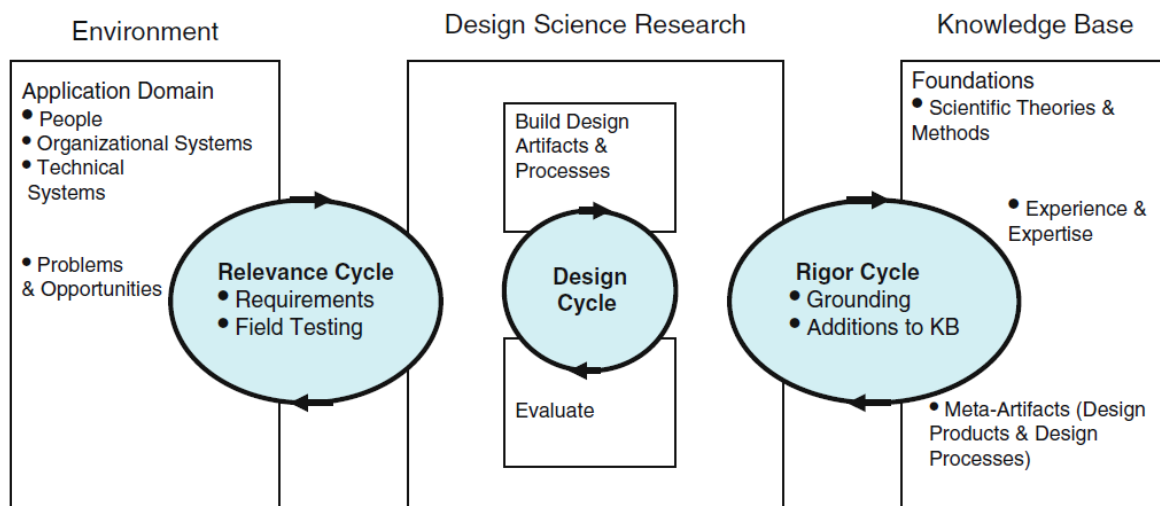 Environment
Design Science Research
Knowledge Base
Application Domain
• People
• Organizational Systems
• Technical
Systems
• Problems
& Opportunities
Relevance Cycle
• Requirements
• Field Testing
Build Design
Artifacts &
Processes
Design
Cycle
Evaluate
Rigor Cycle
• Grounding
• Additions to KB
Foundations
• Scientific Theories &
Methods
• Experience &
Expertise
• Meta-Artifacts (Design
Products & Design
Processes)